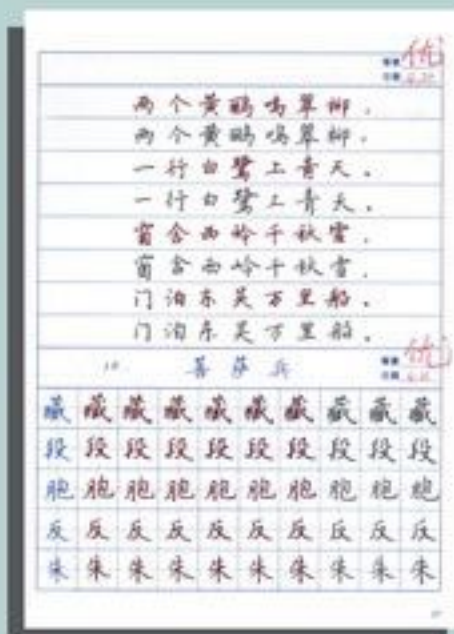 优
两个黄鹂鸣翠柳，
两个黄鹂鸣翠柳，
一行白鹭上青天。
一行白鹭上青天。
窗含西岭千秋雪，
窗含西岭千秋雪，
门泊东吴万里船。
门泊东吴万里船。
优
菩萨兵
藏藏藏藏藏藏藏藏藏藏
段段段段段段段段段段
胞胞胞胞胞胞胞胞胞胞
反反反反反反反反反反
朱朱朱朱朱朱朱朱朱朱